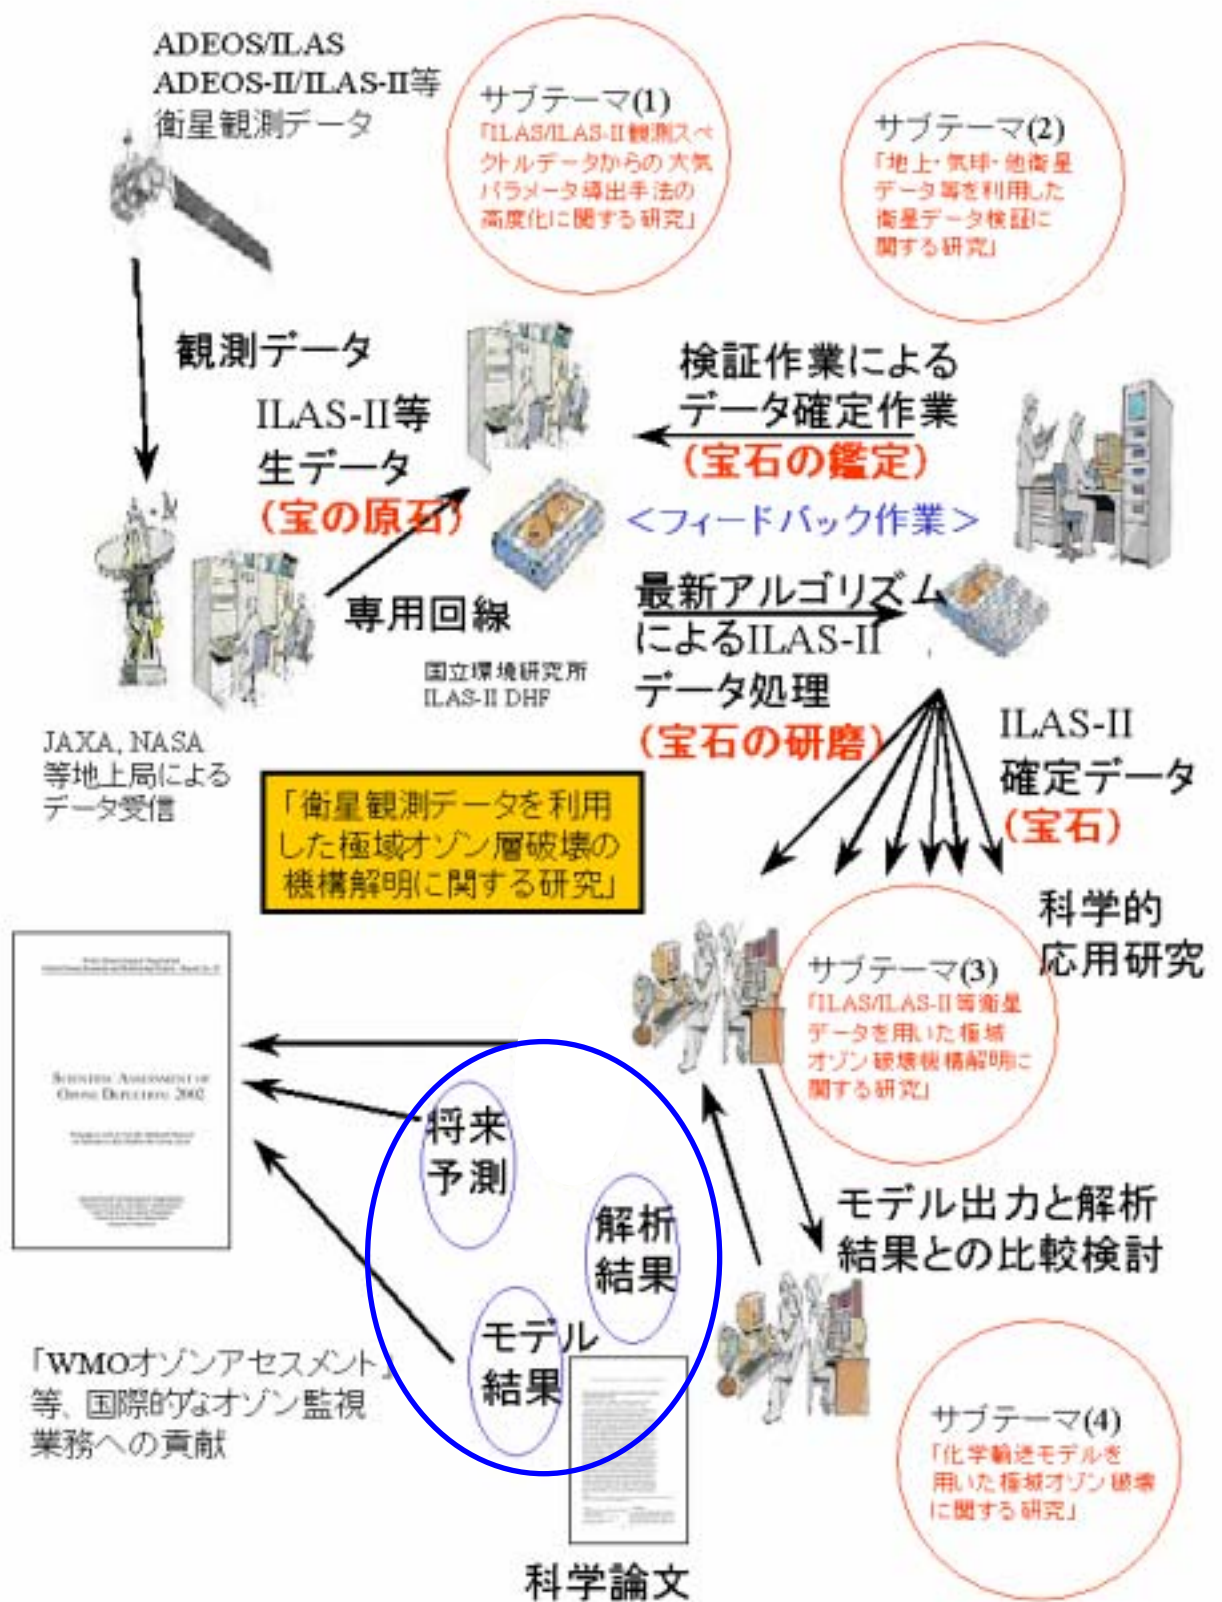 ADEOS/ILAS
ADEOS-II/ILAS-II等
衛星観測データ
サブテーマ(1)
「ILAS/ILAS-II観測スペ
クトルデータからの大気
パラメータ導出手法の
高度化に関する研究」
サブテーマ(2)
「地上・気球・他衛星
データ等を利用した
衛星データ検証に
関する研究」
観測データ
ILAS-II等
生データ
(宝の原石)
検証作業による
データ確定作業
(宝石の鑑定)
<フィードバック作業>
専用回線
国立環境研究所
ILAS-II DHF
最新アルゴリズム
によるILAS-II
データ処理
(宝石の研磨)
JAXA, NASA
等地上局による
データ受信
ILAS-II
確定データ
(宝石)
「衛星観測データを利用
した極域オゾン層破壊の
機構解明に関する研究」
科学的
応用研究
サブテーマ(3)
「ILAS/ILAS-II等衛星
データを用いた極域
オゾン破壊機構解明に
関する研究」
SCIENTIFIC ASSESSMENT OF
OZONE DEPLETION: 2002
将来
予測
解析
結果
モデル
結果
モデル出力と解析
結果との比較検討
「WMOオゾンアセスメント」
等、国際的なオゾン監視
業務への貢献
サブテーマ(4)
「化学輸送モデルを
用いた極域オゾン破壊
に関する研究」
科学論文